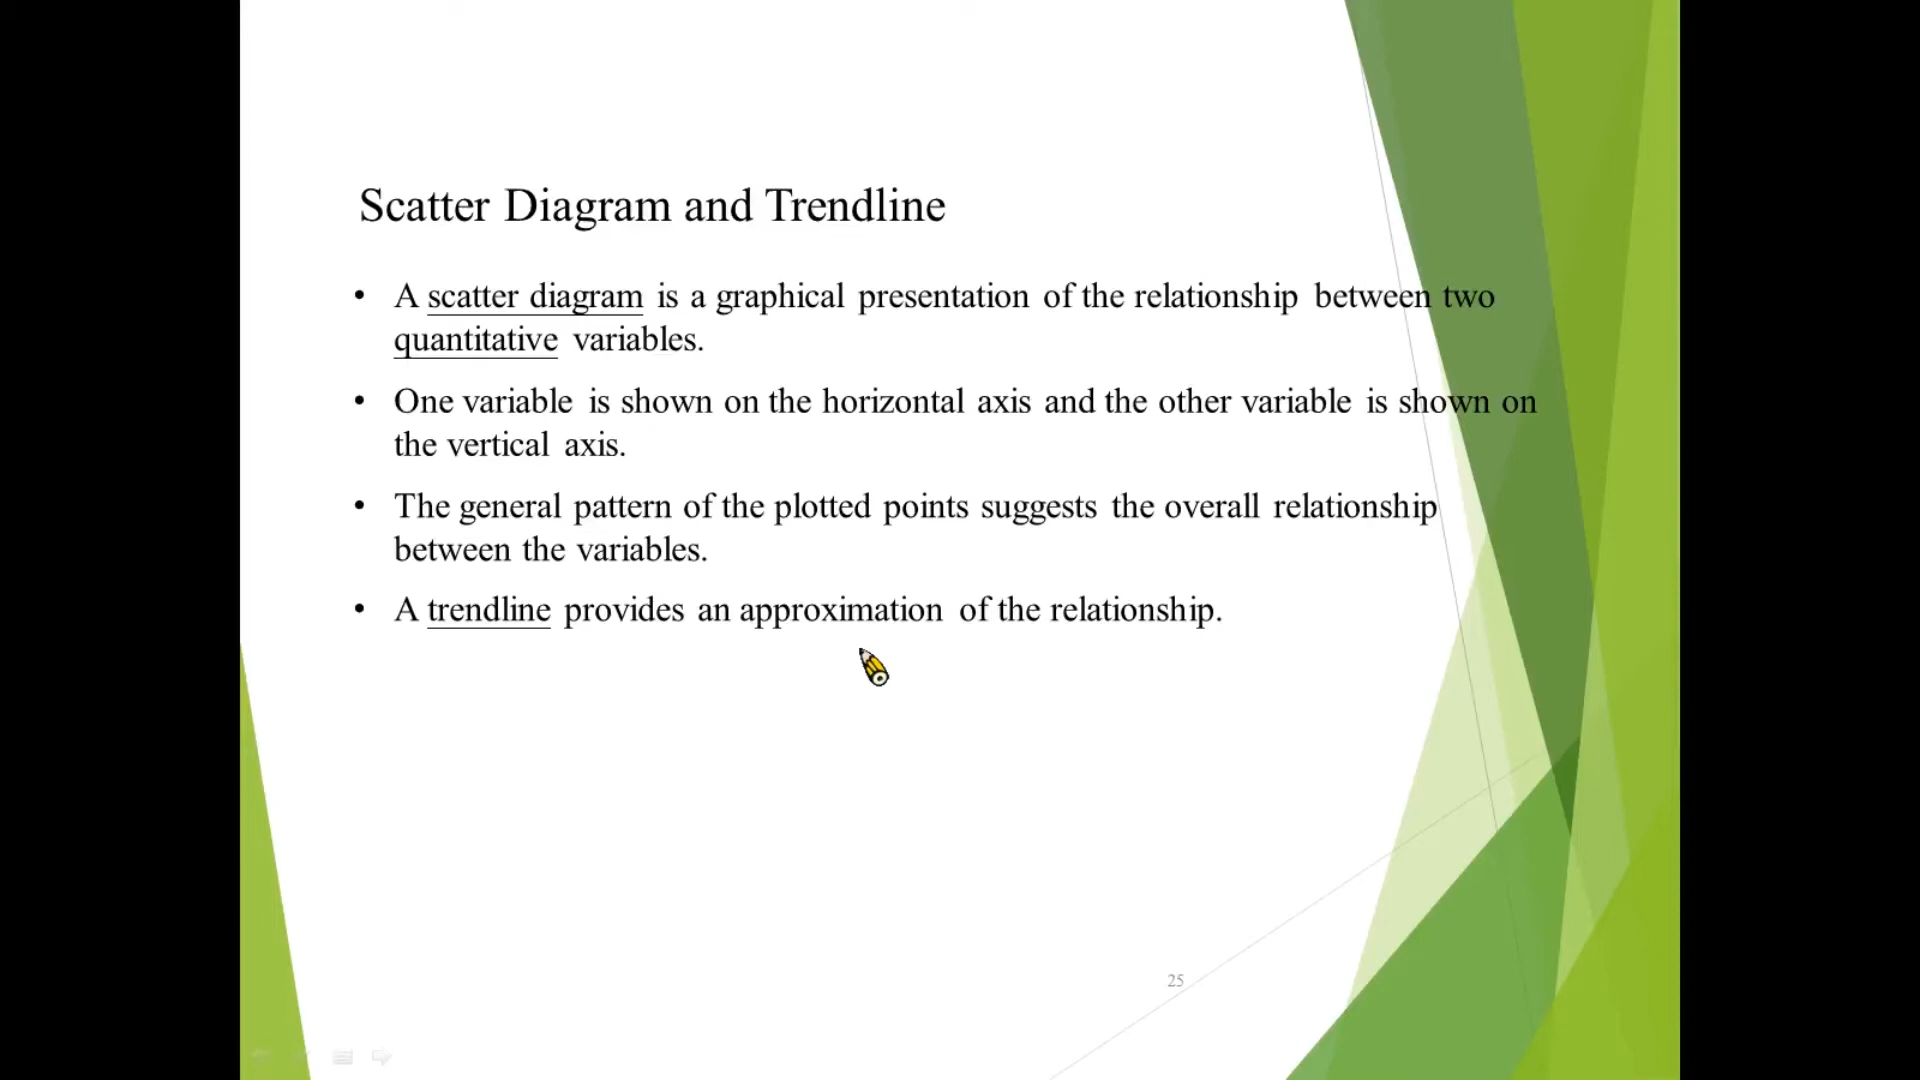 Scatter Diagram and Trendline
• A scatter diagram is a graphical presentation of the relationship between two
quantitative variables.
• One variable is shown on the horizontal axis and the other variable is shown on
the vertical axis.
• The general pattern of the plotted points suggests the overall relationship
between the variables.
• A trendline provides an approximation of the relationship.
25